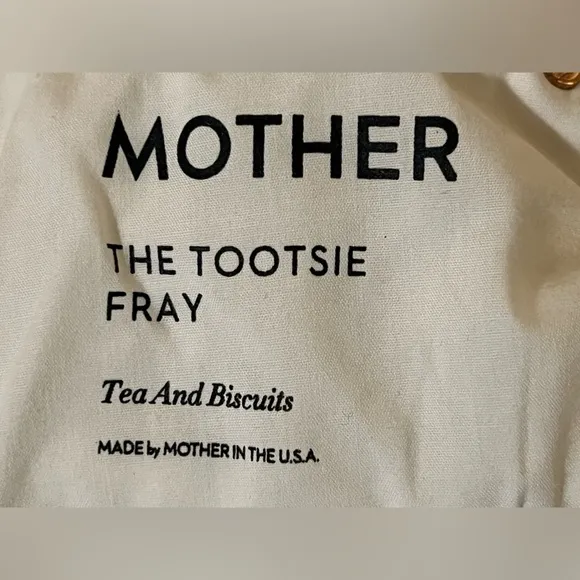 MOTHER
THE TOOTSIE
FRAY
Tea And Biscuits
MADE by MOTHER IN THE U.S.A.